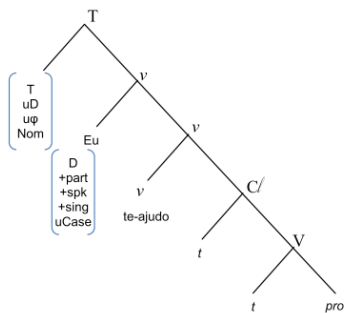 T
v
T
uD
uφ
Nom
Eu
D
+part
+spk
+sing
uCase
v
v
te-ajudo
C/
t
V
t
pro